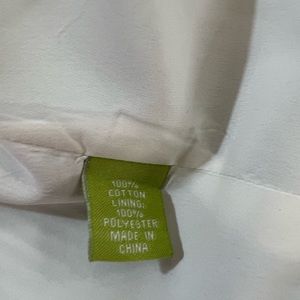 100%
COTTON
LINING:
100%
POLYESTER
MADE IN
CHINA